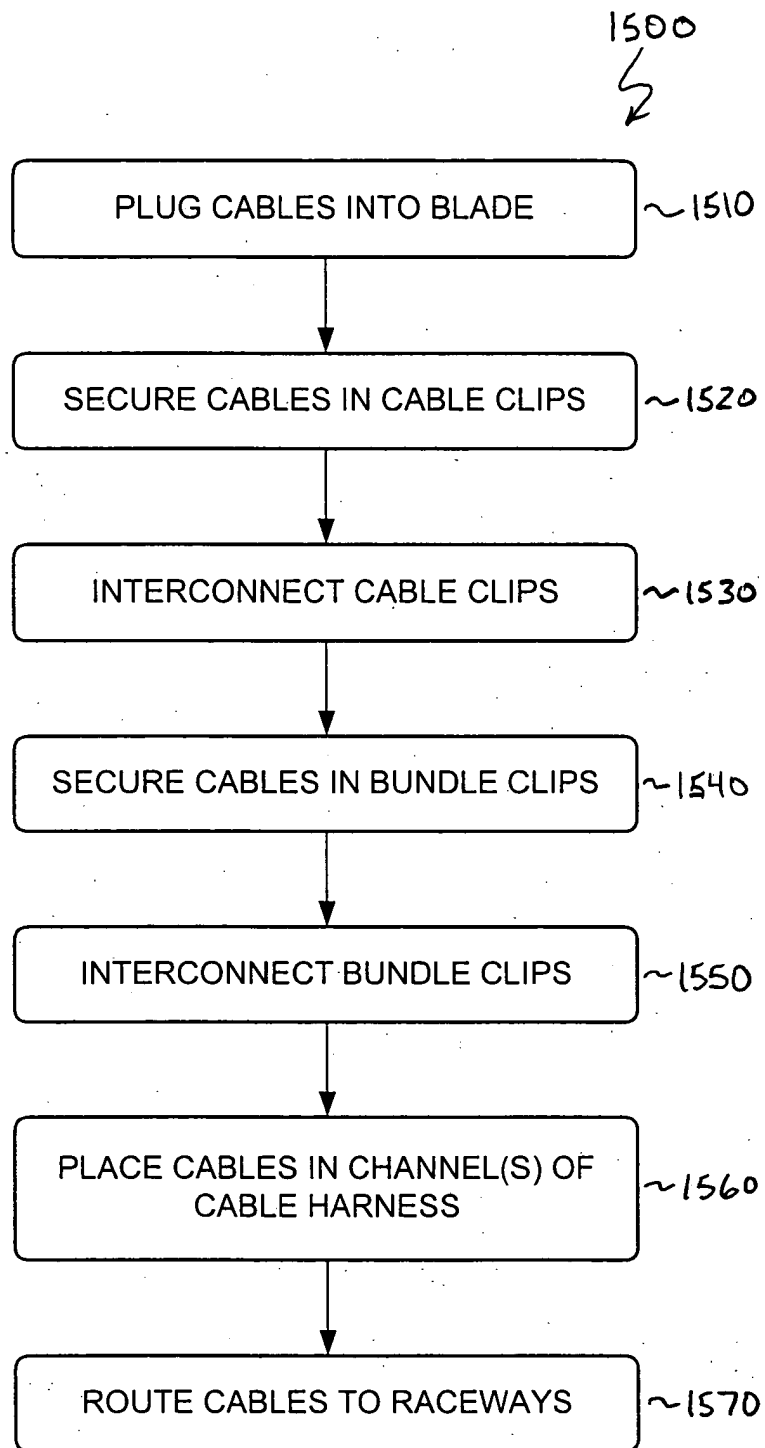 1500
PLUG CABLES INTO BLADE
~1510
SECURE CABLES IN CABLE CLIPS
~1520
INTERCONNECT CABLE CLIPS
~1530
SECURE CABLES IN BUNDLE CLIPS
~1540
INTERCONNECT BUNDLE CLIPS
~1550
PLACE CABLES IN CHANNEL(S) OF
CABLE HARNESS
~1560
ROUTE CABLES TO RACEWAYS
~1570